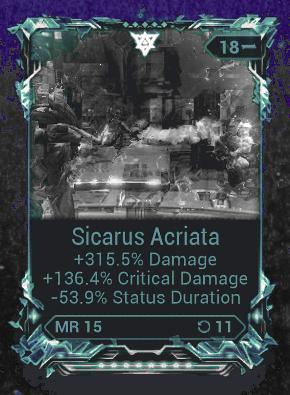 18
Sicarus Acriata
+315.5% Damage
+136.4% Critical Damage
-53.9% Status Duration
MR 15 11